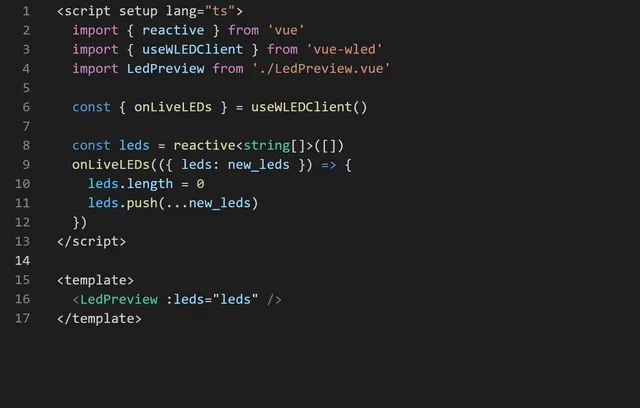 1 <script setup lang="ts">
2 import { reactive } from 'vue'
3 import { useWLEDClient } from 'vue-wled'
4 import LedPreview from './LedPreview.vue'
5
6 const { onLiveLEDs } = useWLEDClient()
7
8 const leds = reactive<string[]>([])
9 onLiveLEDs(({ leds: new_leds }) => {
10 leds.length = 0
11 leds.push(...new_leds)
12 })
13 </script>
14
15 <template>
16 <LedPreview :leds="leds" />
17 </template>